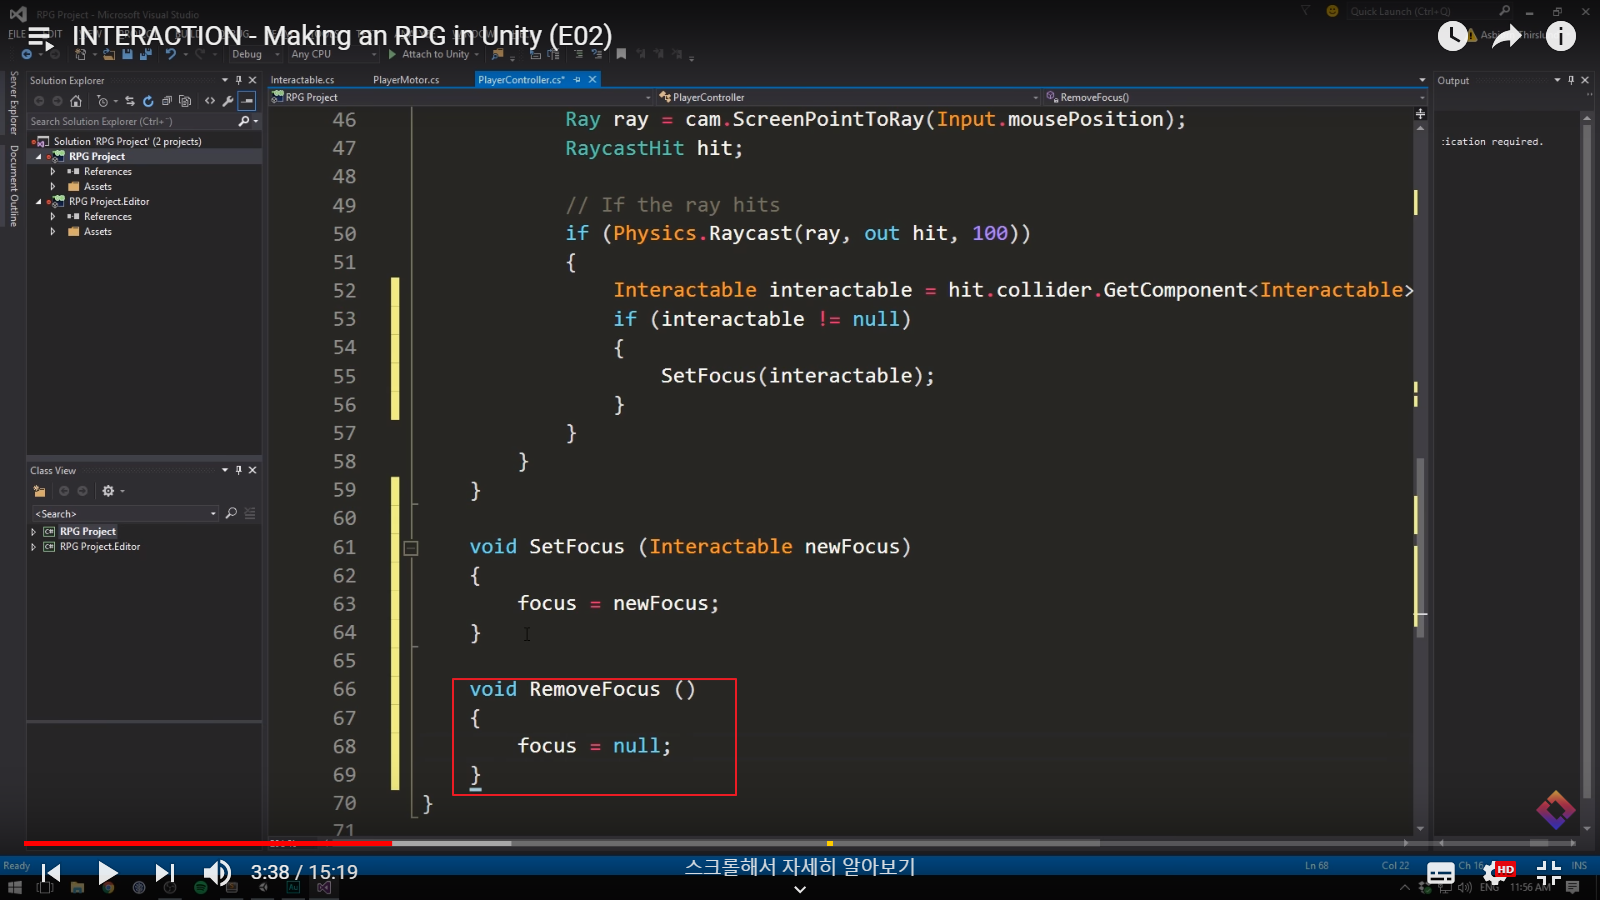 RPG Project - Microsoft Visual Studio
Quick Launch (Ctrl+Q)
INTERACTION - Making an RPG in Unity (E02)
FILE
Debug
Any CPU
Attach to Unity
Server Explorer
Document Outline
Solution Explorer
Search Solution Explorer (Ctrl+¨)
Solution 'RPG Project' (2 projects)
RPG Project
References
Assets
RPG Project.Editor
References
Assets
Class View
<Search>
RPG Project
RPG Project.Editor
Interactable.cs
PlayerMotor.cs
PlayerController.cs*
RPG Project
PlayerController
RemoveFocus()
46 Ray ray = cam.ScreenPointToRay(Input.mousePosition);
47 RaycastHit hit;
48
49 // If the ray hits
50 if (Physics.Raycast(ray, out hit, 100))
51 {
52 Interactable interactable = hit.collider.GetComponent<Interactable>
53 if (interactable != null)
54 {
55 SetFocus(interactable);
56 }
57 }
58 }
59 }
60
61 void SetFocus (Interactable newFocus)
62 {
63 focus = newFocus;
64 }
65
66 void RemoveFocus ()
67 {
68 focus = null;
69 }
70 }
71
Output
ication required.
Ready
3:38 / 15:19
스크롤해서 자세히 알아보기
Ln 68
Col 22
Ch 16
HD
INS
ENG
11:56 AM